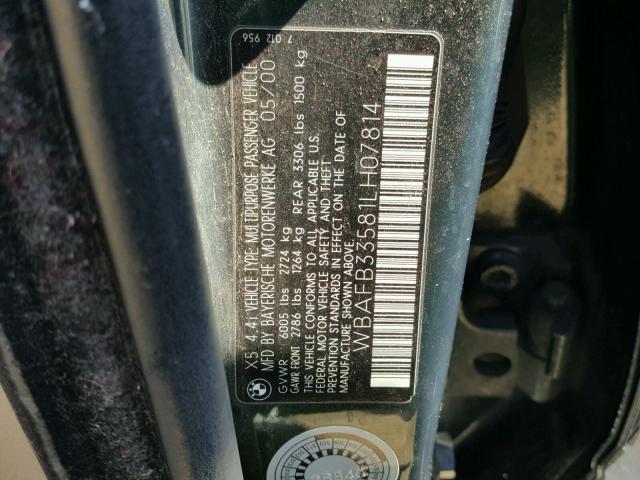 7 012 956
X5 4.4i VEHICLE TYPE: MULTIPURPOSE PASSENGER VEHICLE
MFD BY BAYERISCHE MOTORENWERKE AG 05/00
GVWR 6005 lbs 2724 kg
GAWR FRONT 2786 lbs 1264 kg REAR 3306 lbs 1500 kg
THIS VEHICLE CONFORMS TO ALL APPLICABLE U.S.
FEDERAL MOTOR VEHICLE SAFETY AND THEFT
PREVENTION STANDARDS IN EFFECT ON THE DATE OF
MANUFACTURE SHOWN ABOVE.
WBAFB33581LH07814